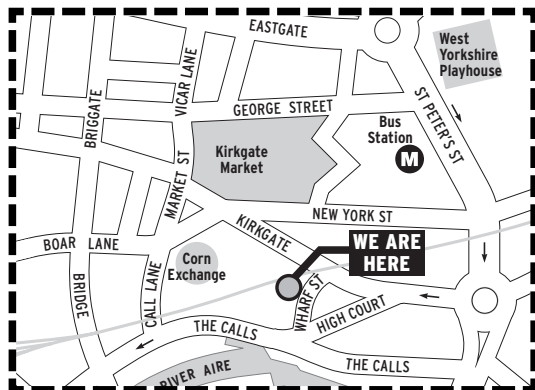 EASTGATE
West
Yorkshire
Playhouse
VICAR LANE
BRIGGATE
GEORGE STREET
ST PETER'S ST
Bus
Station
M
Kirkgate
Market
MARKET ST
NEW YORK ST
KIRKGATE
WE ARE
HERE
BOAR LANE
Corn
Exchange
CALL LANE
BRIDGE
WHARF ST
HIGH COURT
THE CALLS
THE CALLS
RIVER AIRE